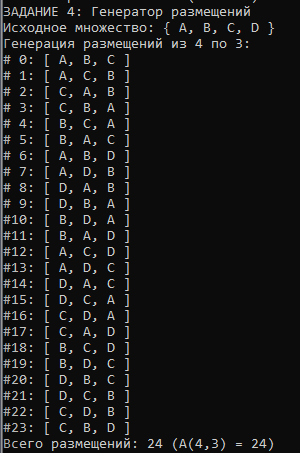 ЗАДАНИЕ 4: Генератор размещений
Исходное множество: { A, B, C, D }
Генерация размещений из 4 по 3:
# 0: [ A, B, C ]
# 1: [ A, C, B ]
# 2: [ C, A, B ]
# 3: [ C, B, A ]
# 4: [ B, C, A ]
# 5: [ B, A, C ]
# 6: [ A, B, D ]
# 7: [ A, D, B ]
# 8: [ D, A, B ]
# 9: [ D, B, A ]
#10: [ B, D, A ]
#11: [ B, A, D ]
#12: [ A, C, D ]
#13: [ A, D, C ]
#14: [ D, A, C ]
#15: [ D, C, A ]
#16: [ C, D, A ]
#17: [ C, A, D ]
#18: [ B, C, D ]
#19: [ B, D, C ]
#20: [ D, B, C ]
#21: [ D, C, B ]
#22: [ C, D, B ]
#23: [ C, B, D ]
Всего размещений: 24 (A(4,3) = 24)